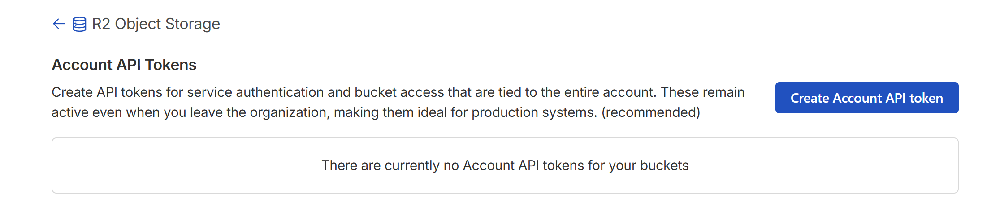 R2 Object Storage
Account API Tokens
Create API tokens for service authentication and bucket access that are tied to the entire account. These remain
active even when you leave the organization, making them ideal for production systems. (recommended)
Create Account API token
There are currently no Account API tokens for your buckets